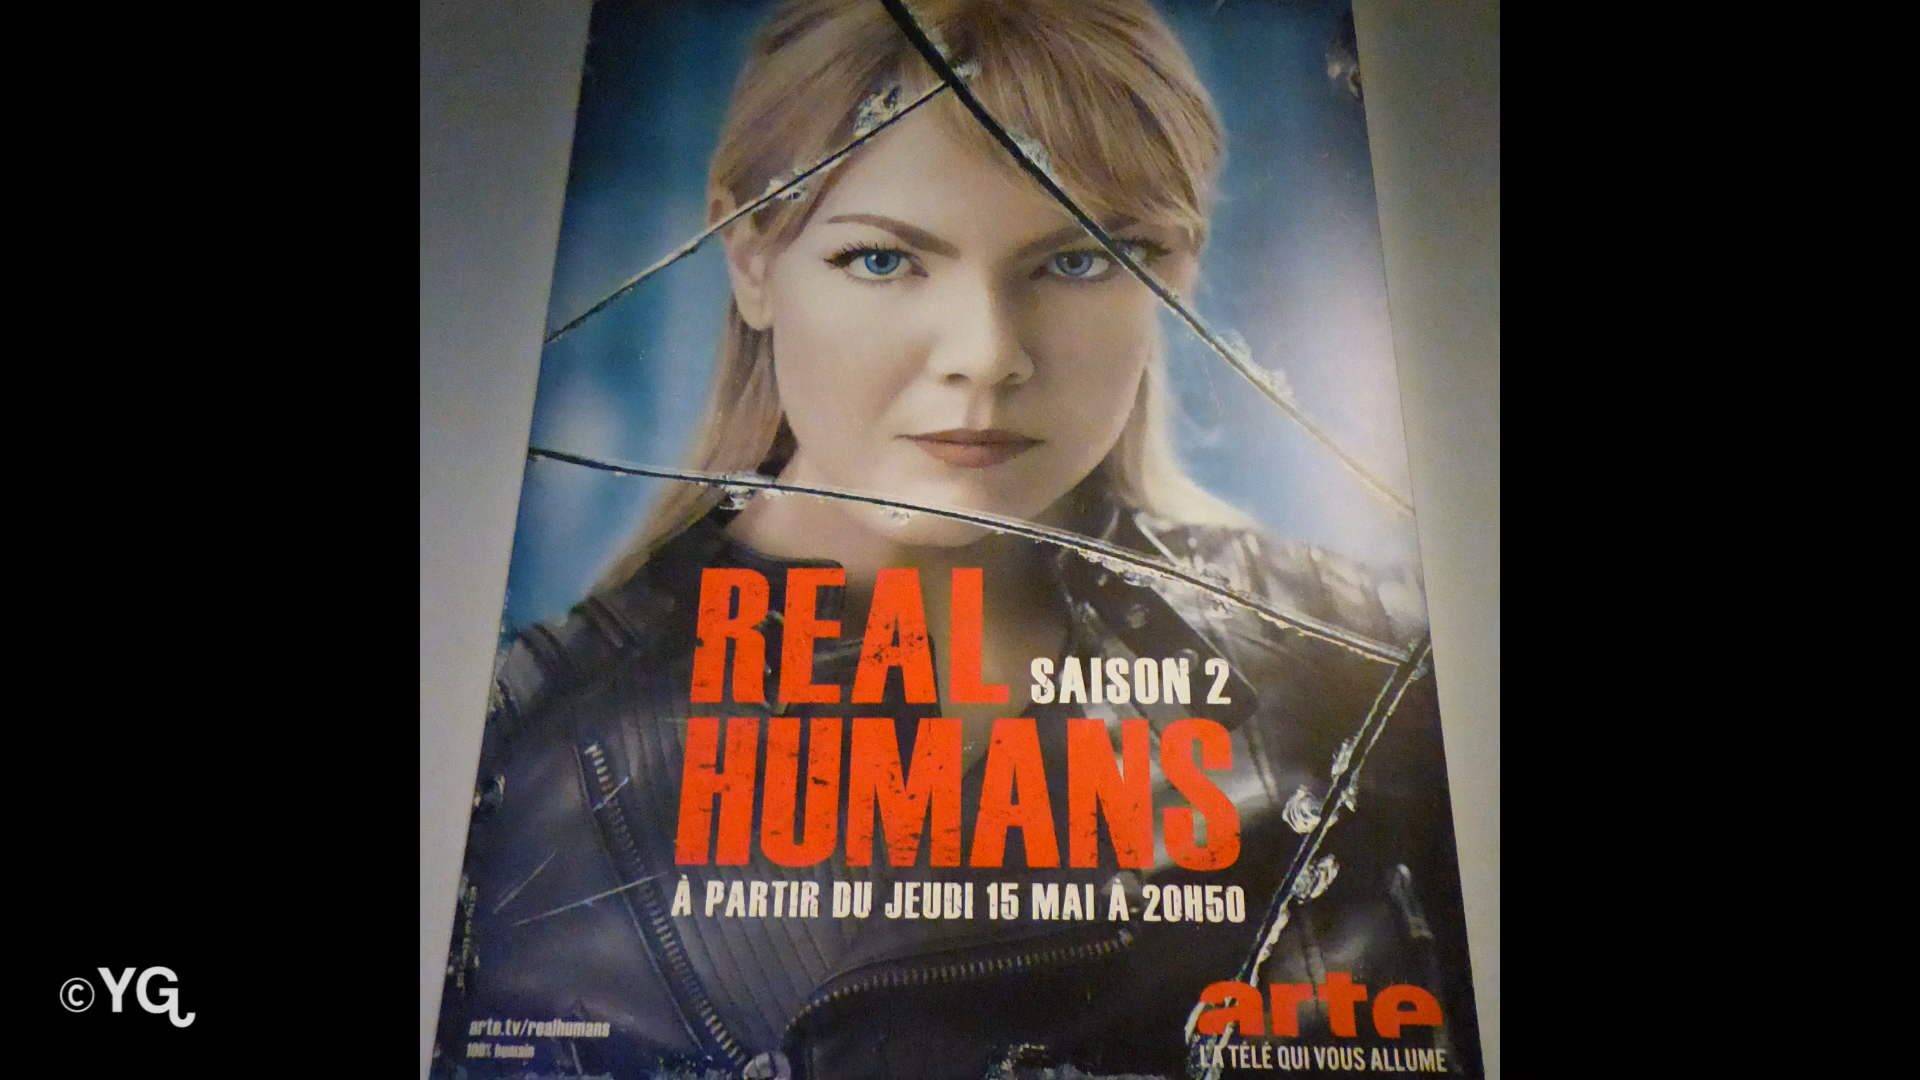 REAL
SAISON 2
HUMANS
À PARTIR DU JEUDI 15 MAI À 20H50
arte
LA TÉLÉ QUI VOUS ALLUME
arte.tv/realhumans
100% humain
©YG